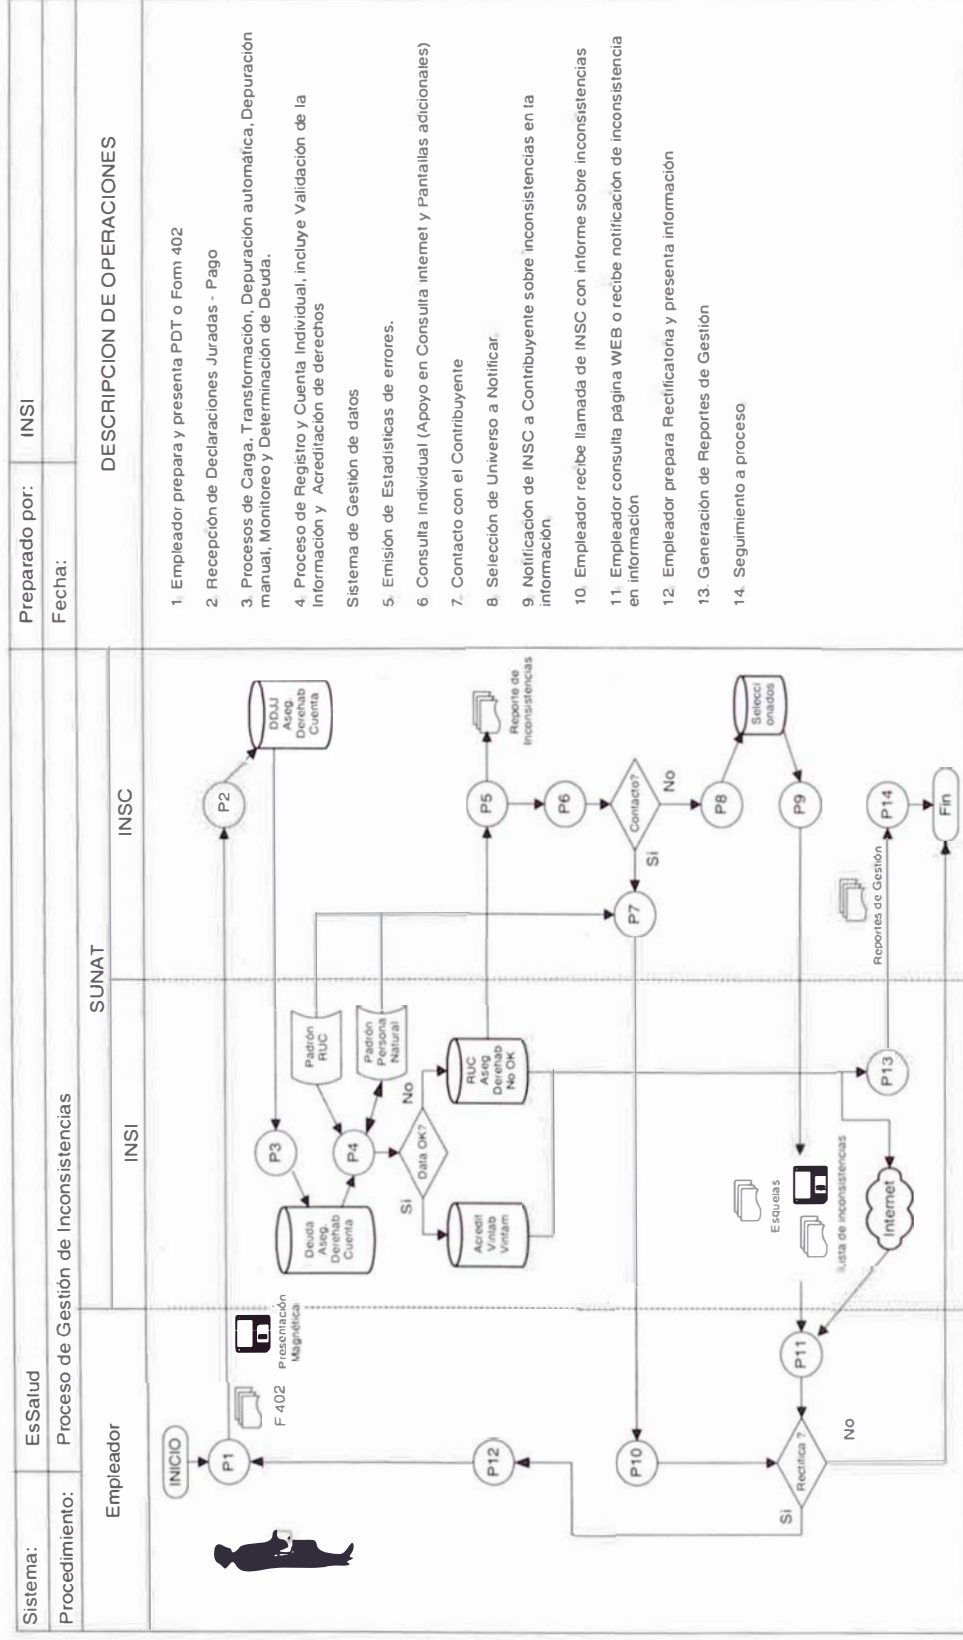 Sistema:
EsSalud
Preparado por:
INSI
Procedimiento:
Proceso de Gestión de Inconsistencias
Fecha:
Empleador
SUNAT
INSI
INSC
DESCRIPCION DE OPERACIONES
INICIO
P1
F 402
Presentación
Magnética
P2
DDJJ
Aseg.
Derehab
Cuenta
P3
Deuda
Aseg.
Derehab
Cuenta
Padrón
RUC
P4
Padrón
Persona
Natural
Data OK?
Si
No
Acredit
Vinlab
Vintam
RUC
Aseg
Derehab
No OK
P5
Reporte de
Inconsistencias
P12
P6
Contacto?
Si
No
P7
P10
P8
Selecci
onados
Esquelas
P9
Rectifica ?
Si
No
P11
lista de inconsistencias
Internet
P13
Reportes de Gestión
P14
Fin
1. Empleador prepara y presenta PDT o Form 402
2. Recepción de Declaraciones Juradas - Pago
3. Procesos de Carga. Transformación, Depuración automática, Depuración
manual, Monitoreo y Determinación de Deuda.
4. Proceso de Registro y Cuenta Individual, incluye Validación de la
Información y Acreditación de derechos
Sistema de Gestión de datos
5. Emisión de Estadísticas de errores.
6. Consulta Individual (Apoyo en Consulta internet y Pantallas adicionales)
7. Contacto con el Contribuyente
8. Selección de Universo a Notificar.
9. Notificación de INSC a Contribuyente sobre inconsistencias en la
información.
10. Empleador recibe llamada de INSC con informe sobre inconsistencias
11. Empleador consulta página WEB o recibe notificación de inconsistencia
en información
12. Empleador prepara Rectificatoria y presenta información
13. Generación de Reportes de Gestión
14. Seguimiento a proceso